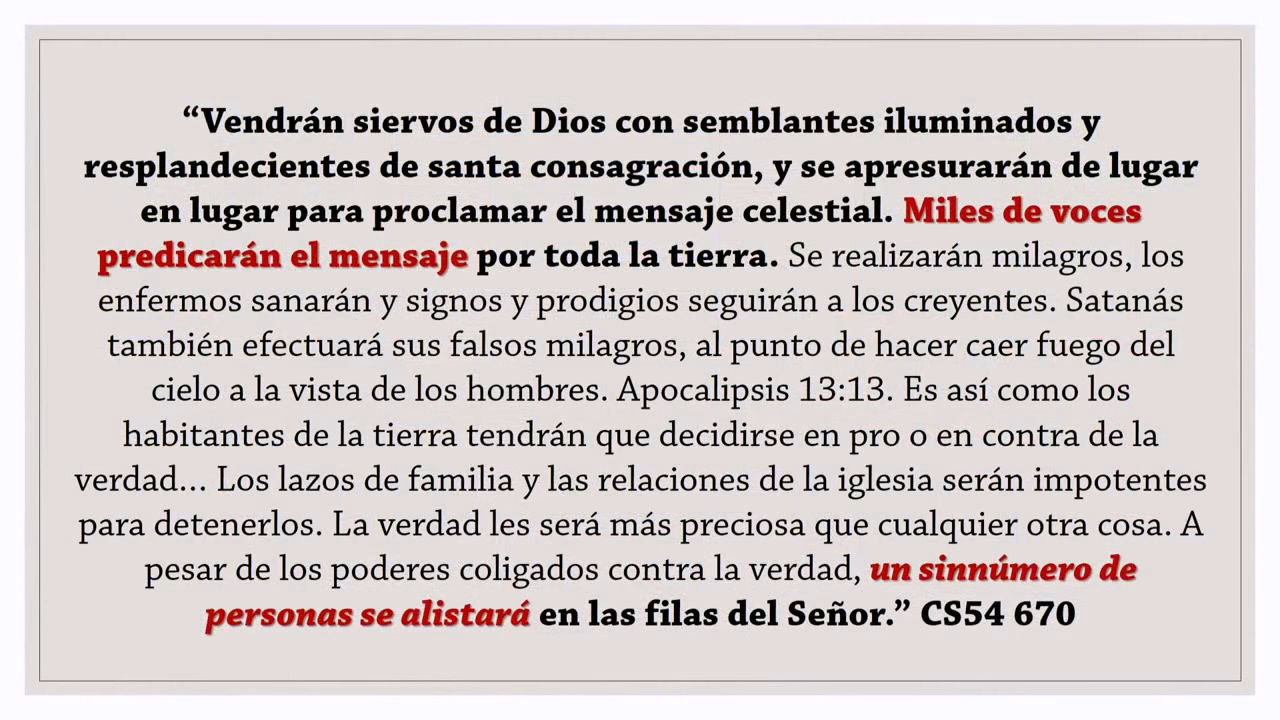 “Vendrán siervos de Dios con semblantes iluminados y
resplandecientes de santa consagración, y se apresurarán de lugar
en lugar para proclamar el mensaje celestial. Miles de voces
predicarán el mensaje por toda la tierra. Se realizarán milagros, los
enfermos sanarán y signos y prodigios seguirán a los creyentes. Satanás
también efectuará sus falsos milagros, al punto de hacer caer fuego del
cielo a la vista de los hombres. Apocalipsis 13:13. Es así como los
habitantes de la tierra tendrán que decidirse en pro o en contra de la
verdad... Los lazos de familia y las relaciones de la iglesia serán impotentes
para detenerlos. La verdad les será más preciosa que cualquier otra cosa. A
pesar de los poderes coligados contra la verdad, un sinnúmero de
personas se alistará en las filas del Señor.” CS54 670